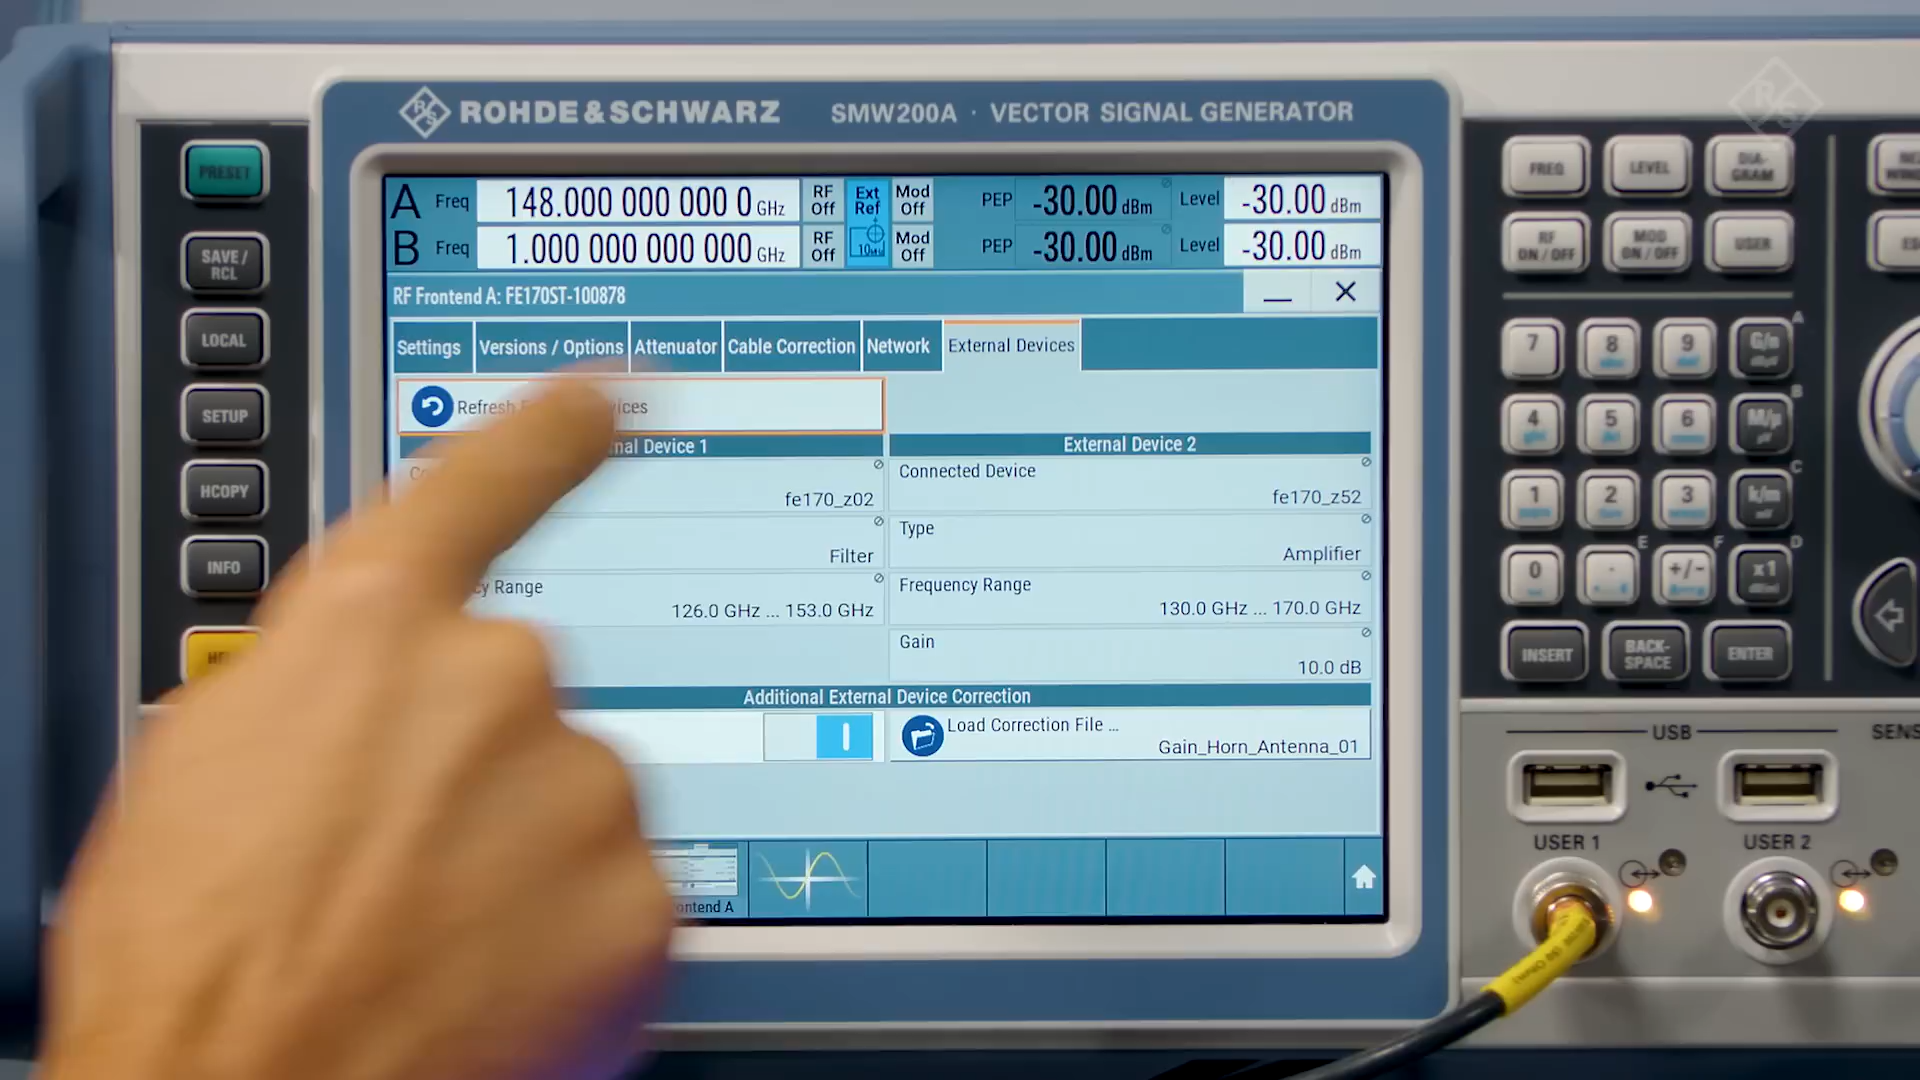 ROHDE&SCHWARZ SMW200A · VECTOR SIGNAL GENERATOR
A Freq 148.000 000 000 0 GHz RF Off Ext Ref Mod Off PEP -30.00 dBm Level -30.00 dBm
B Freq 1.000 000 000 000 GHz RF Off Mod Off PEP -30.00 dBm Level -30.00 dBm
RF Frontend A: FE170ST-100878
Settings Versions / Options Attenuator Cable Correction Network External Devices
Refresh
Device 1 External Device 2
Connected Device
fe170_z02 fe170_z52
Type
Filter Amplifier
Range Frequency Range
126.0 GHz ... 153.0 GHz 130.0 GHz ... 170.0 GHz
Gain
10.0 dB
Additional External Device Correction
Load Correction File ...
Gain_Horn_Antenna_01
A
PRESET
SAVE / RCL
LOCAL
SETUP
HCOPY
INFO
FREQ LEVEL DIA-GRAM
RF ON / OFF MOD ON / OFF USER
7 8 9 G/n A
4 5 6 M/µ B
1 2 3 k/m C
0 . +/- x1 E F D
INSERT BACK-SPACE ENTER
USB
USER 1 USER 2
R&S